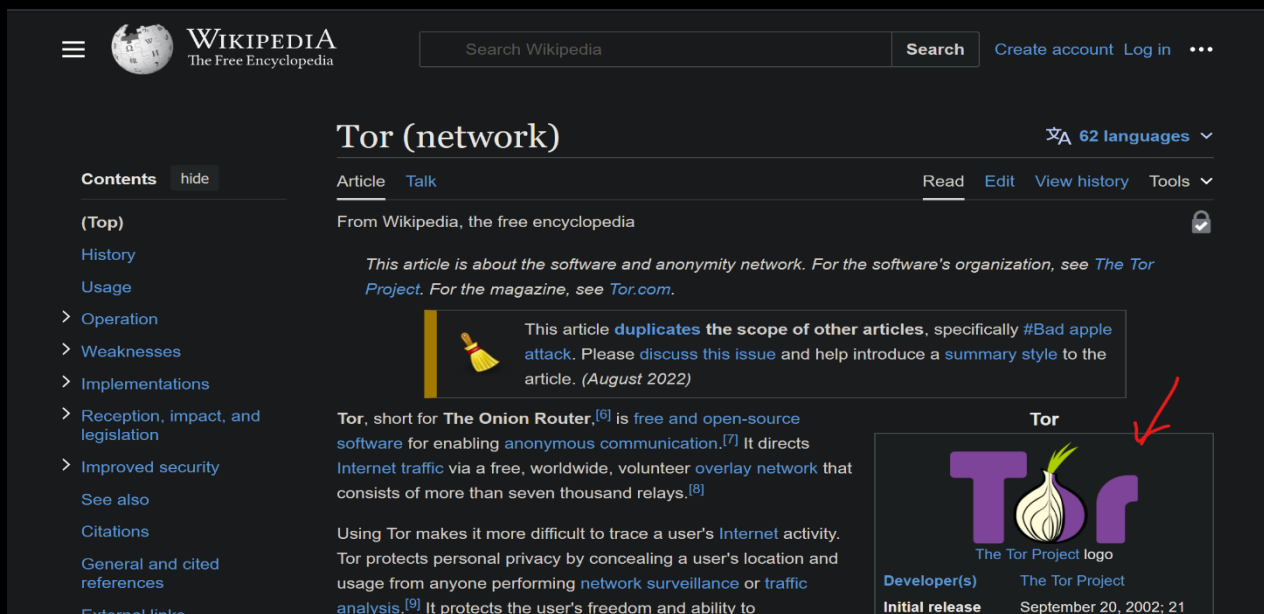 WIKIPEDIA
The Free Encyclopedia
Search Wikipedia
Search
Create account Log in
Tor (network)
62 languages
Contents hide
Article Talk
Read Edit View history Tools
(Top)
From Wikipedia, the free encyclopedia
History
Usage
Operation
Weaknesses
Implementations
Reception, impact, and
legislation
Improved security
See also
Citations
General and cited
references
External links
This article is about the software and anonymity network. For the software's organization, see The Tor
Project. For the magazine, see Tor.com.
This article duplicates the scope of other articles, specifically #Bad apple
attack. Please discuss this issue and help introduce a summary style to the
article. (August 2022)
Tor, short for The Onion Router,[6] is free and open-source
software for enabling anonymous communication.[7] It directs
Internet traffic via a free, worldwide, volunteer overlay network that
consists of more than seven thousand relays.[8]
Using Tor makes it more difficult to trace a user's Internet activity.
Tor protects personal privacy by concealing a user's location and
usage from anyone performing network surveillance or traffic
analysis.[9] It protects the user's freedom and ability to
Tor
Tor
The Tor Project logo
Developer(s) The Tor Project
Initial release September 20, 2002; 21